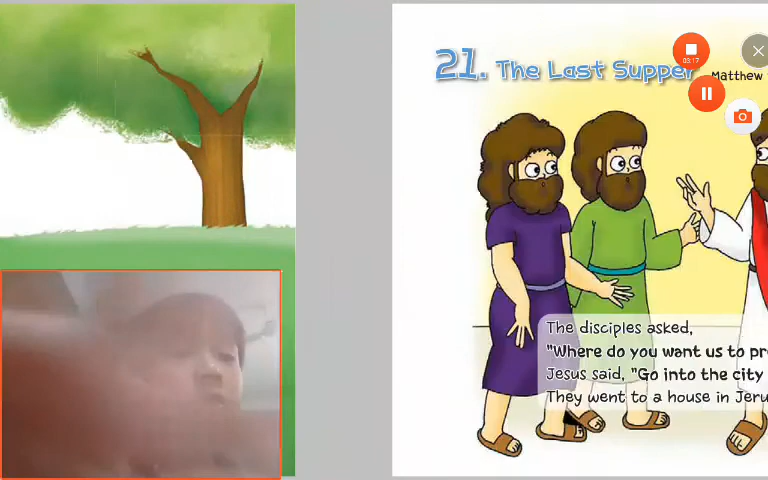 21. The Last Supper
Matthew
03:17
The disciples asked,
"Where do you want us to pr
Jesus said, "Go into the city
They went to a house in Jeru